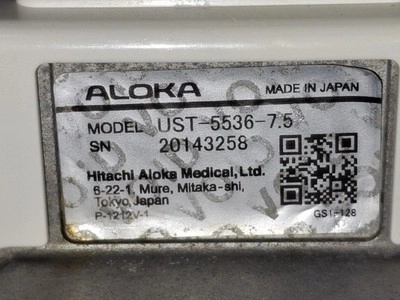 ALOKA MADE IN JAPAN
MODEL UST-5536-7.5
SN 20143258
Hitachi Aloka Medical, Ltd.
6-22-1, Mure, Mitaka-shi,
Tokyo, Japan
P-1212V-1
GS1-128